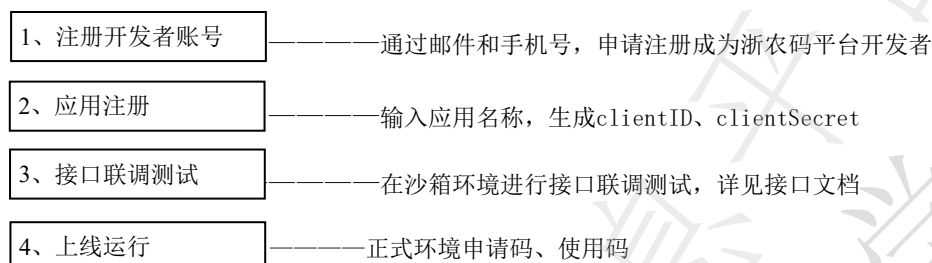 1、注册开发者账号————通过邮件和手机号，申请注册成为浙农码平台开发者
2、应用注册————输入应用名称，生成clientID、clientSecret
3、接口联调测试————在沙箱环境进行接口联调测试，详见接口文档
4、上线运行————正式环境申请码、使用码